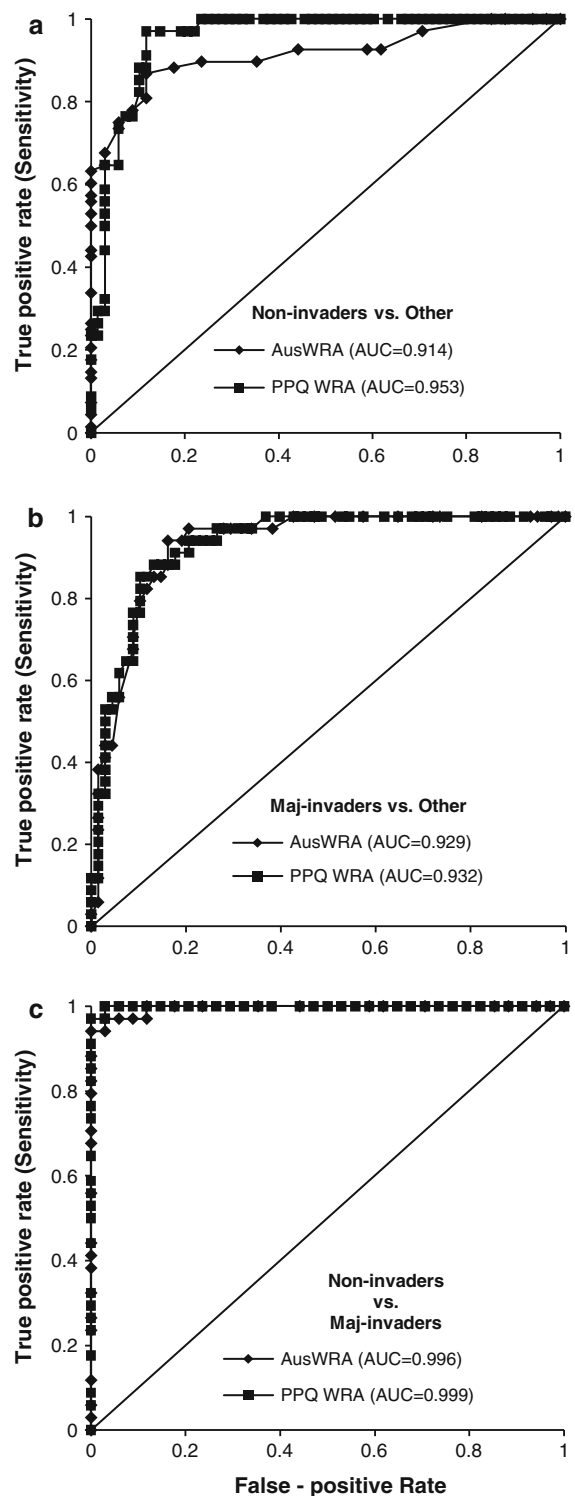 a
1
0.8
0.6
0.4
0.2
0
True positive rate (Sensitivity)
Non-invaders vs. Other
AusWRA (AUC=0.914)
PPQ WRA (AUC=0.953)
0 0.2 0.4 0.6 0.8 1
b
1
0.8
0.6
0.4
0.2
0
True positive rate (Sensitivity)
Maj-invaders vs. Other
AusWRA (AUC=0.929)
PPQ WRA (AUC=0.932)
0 0.2 0.4 0.6 0.8 1
c
1
0.8
0.6
0.4
0.2
0
True positive rate (Sensitivity)
Non-invaders
vs.
Maj-invaders
AusWRA (AUC=0.996)
PPQ WRA (AUC=0.999)
0 0.2 0.4 0.6 0.8 1
False - positive Rate